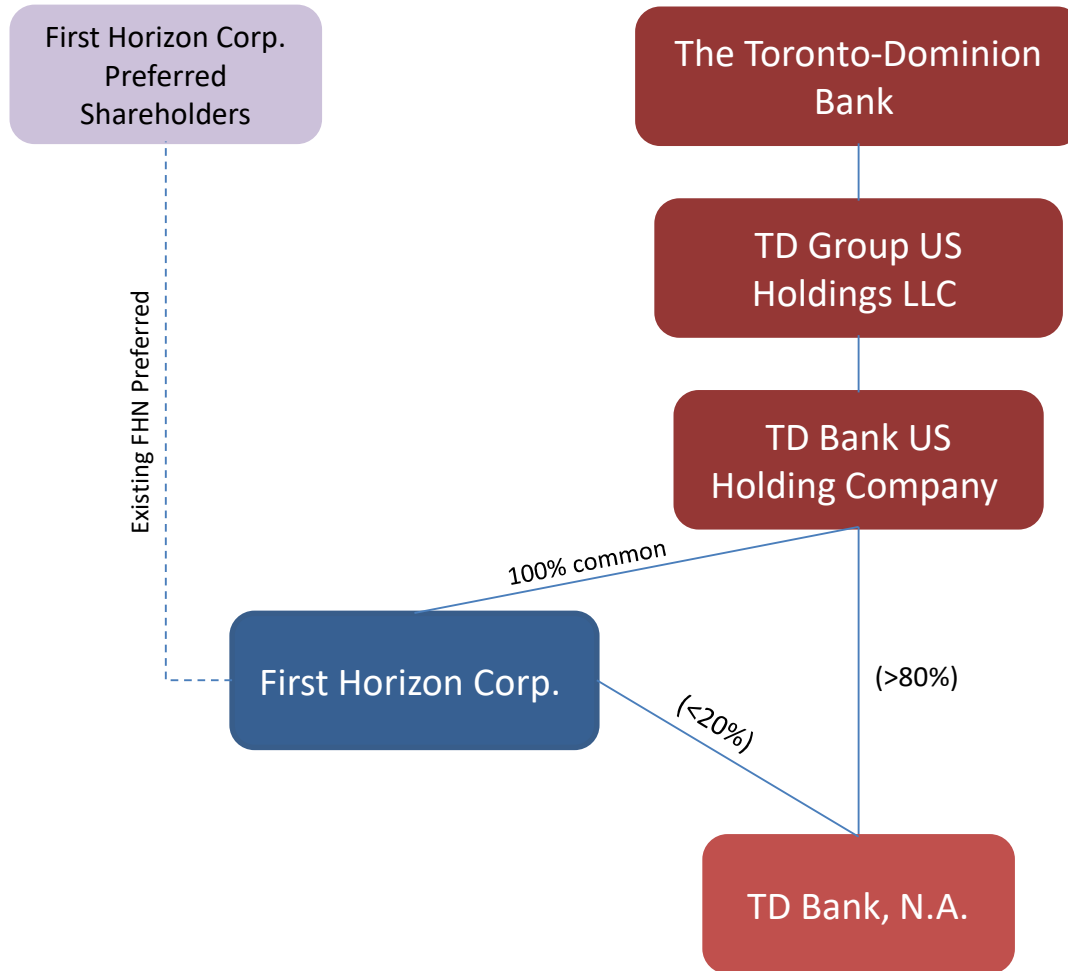 First Horizon Corp.
Preferred
Shareholders
The Toronto-Dominion
Bank
TD Group US
Holdings LLC
TD Bank US
Holding Company
Existing FHN Preferred
100% common
First Horizon Corp.
(>80%)
(<20%)
TD Bank, N.A.